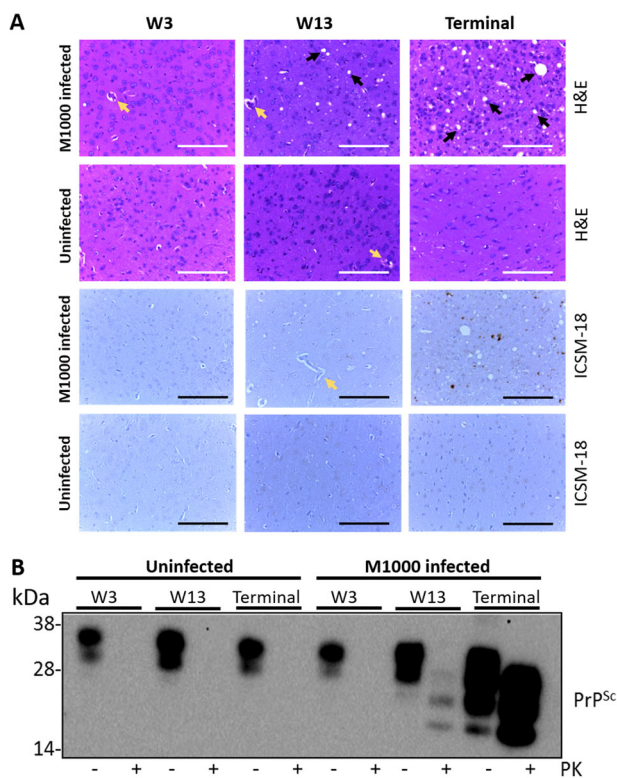 A
W3 W13 Terminal
M1000 infected
H&E
Uninfected
H&E
M1000 infected
ICSM-18
Uninfected
ICSM-18
B
Uninfected M1000 infected
kDa
W3 W13 Terminal W3 W13 Terminal
38-
28-
14-
PrPSc
- + - + - + - + - + - + PK